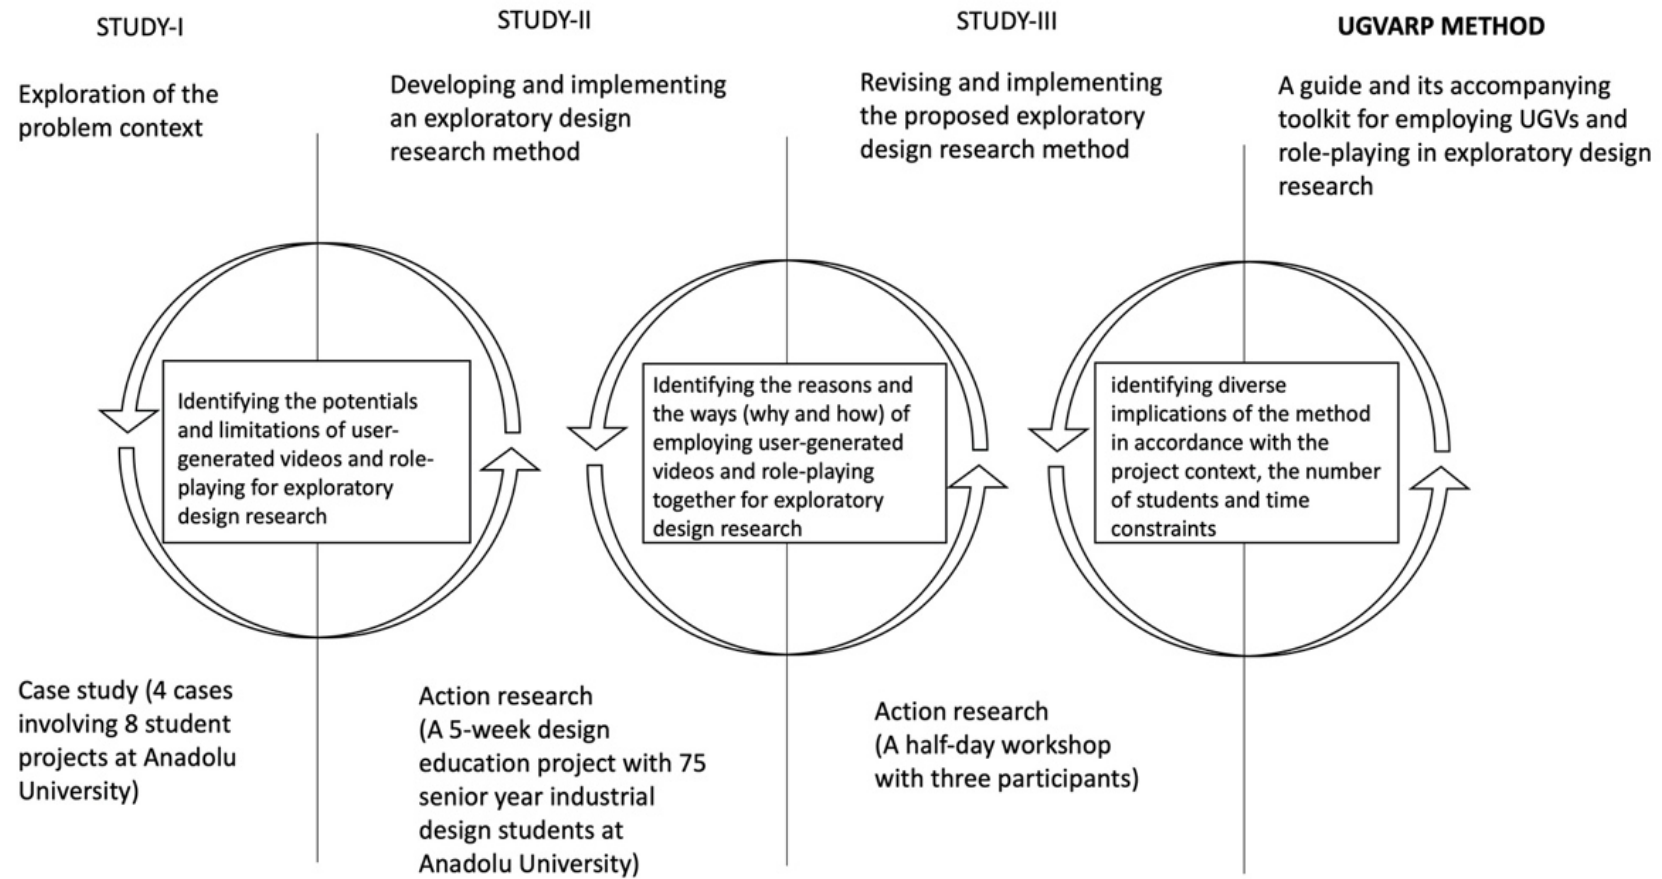 STUDY-I
Exploration of the
problem context
Identifying the potentials
and limitations of user-
generated videos and role-
playing for exploratory
design research
Case study (4 cases
involving 8 student
projects at Anadolu
University)
STUDY-II
Developing and implementing
an exploratory design
research method
Identifying the reasons and
the ways (why and how) of
employing user-generated
videos and role-playing
together for exploratory
design research
Action research
(A 5-week design
education project with 75
senior year industrial
design students at
Anadolu University)
STUDY-III
Revising and implementing
the proposed exploratory
design research method
identifying diverse
implications of the method
in accordance with the
project context, the number
of students and time
constraints
Action research
(A half-day workshop
with three participants)
UGVARP METHOD
A guide and its accompanying
toolkit for employing UGVs and
role-playing in exploratory design
research